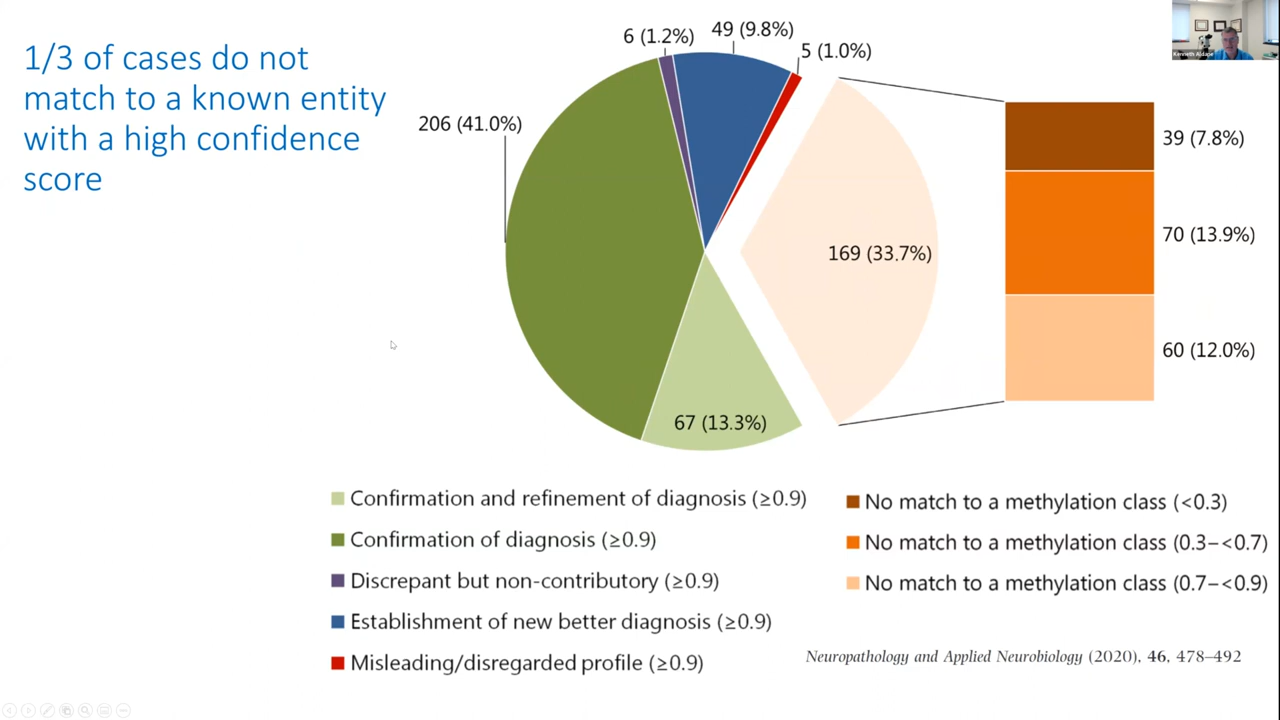 1/3 of cases do not
match to a known entity
with a high confidence
score
6 (1.2%)
49 (9.8%)
5 (1.0%)
206 (41.0%)
169 (33.7%)
67 (13.3%)
39 (7.8%)
70 (13.9%)
60 (12.0%)
Confirmation and refinement of diagnosis (≥0.9)
Confirmation of diagnosis (≥0.9)
Discrepant but non-contributory (≥0.9)
Establishment of new better diagnosis (≥0.9)
Misleading/disregarded profile (≥0.9)
No match to a methylation class (<0.3)
No match to a methylation class (0.3–<0.7)
No match to a methylation class (0.7–<0.9)
Neuropathology and Applied Neurobiology (2020), 46, 478–492
Kenneth Aldape